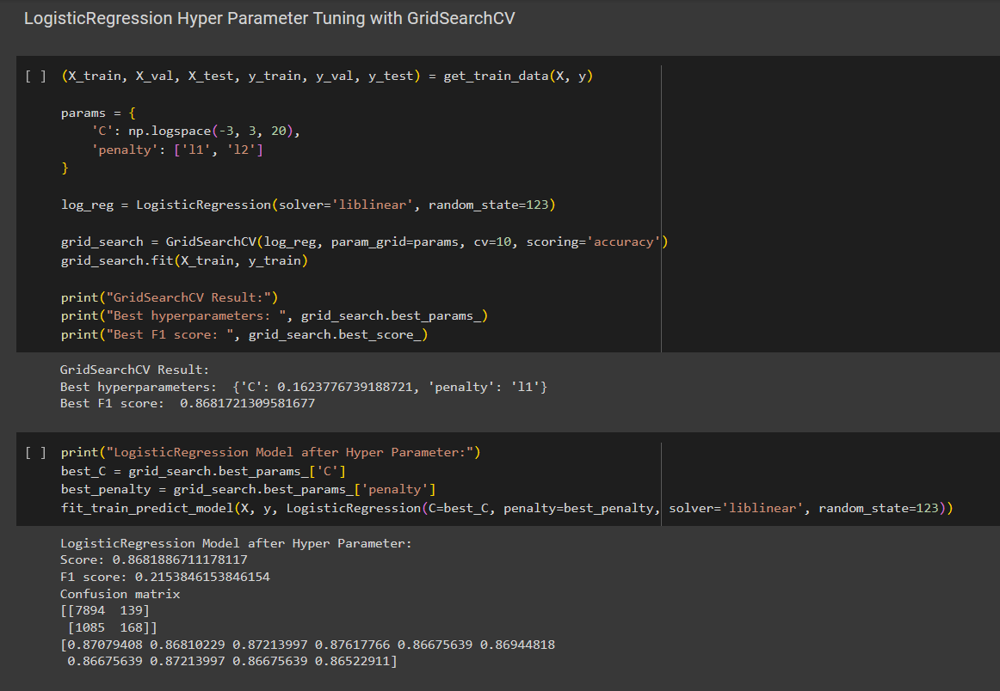 LogisticRegression Hyper Parameter Tuning with GridSearchCV
[ ] (X_train, X_val, X_test, y_train, y_val, y_test) = get_train_data(X, y)
params = {
'C': np.logspace(-3, 3, 20),
'penalty': ['l1', 'l2']
}
log_reg = LogisticRegression(solver='liblinear', random_state=123)
grid_search = GridSearchCV(log_reg, param_grid=params, cv=10, scoring='accuracy')
grid_search.fit(X_train, y_train)
print("GridSearchCV Result:")
print("Best hyperparameters: ", grid_search.best_params_)
print("Best F1 score: ", grid_search.best_score_)
GridSearchCV Result:
Best hyperparameters:  {'C': 0.1623776739188721, 'penalty': 'l1'}
Best F1 score:  0.8681721309581677
[ ] print("LogisticRegression Model after Hyper Parameter:")
best_C = grid_search.best_params_['C']
best_penalty = grid_search.best_params_['penalty']
fit_train_predict_model(X, y, LogisticRegression(C=best_C, penalty=best_penalty, solver='liblinear', random_state=123))
LogisticRegression Model after Hyper Parameter:
Score: 0.8681886711178117
F1 score: 0.2153846153846154
Confusion matrix
[[7894  139]
[1085  168]]
[0.87079408 0.86810229 0.87213997 0.87617766 0.86675639 0.86944818
0.86675639 0.87213997 0.86675639 0.86522911]